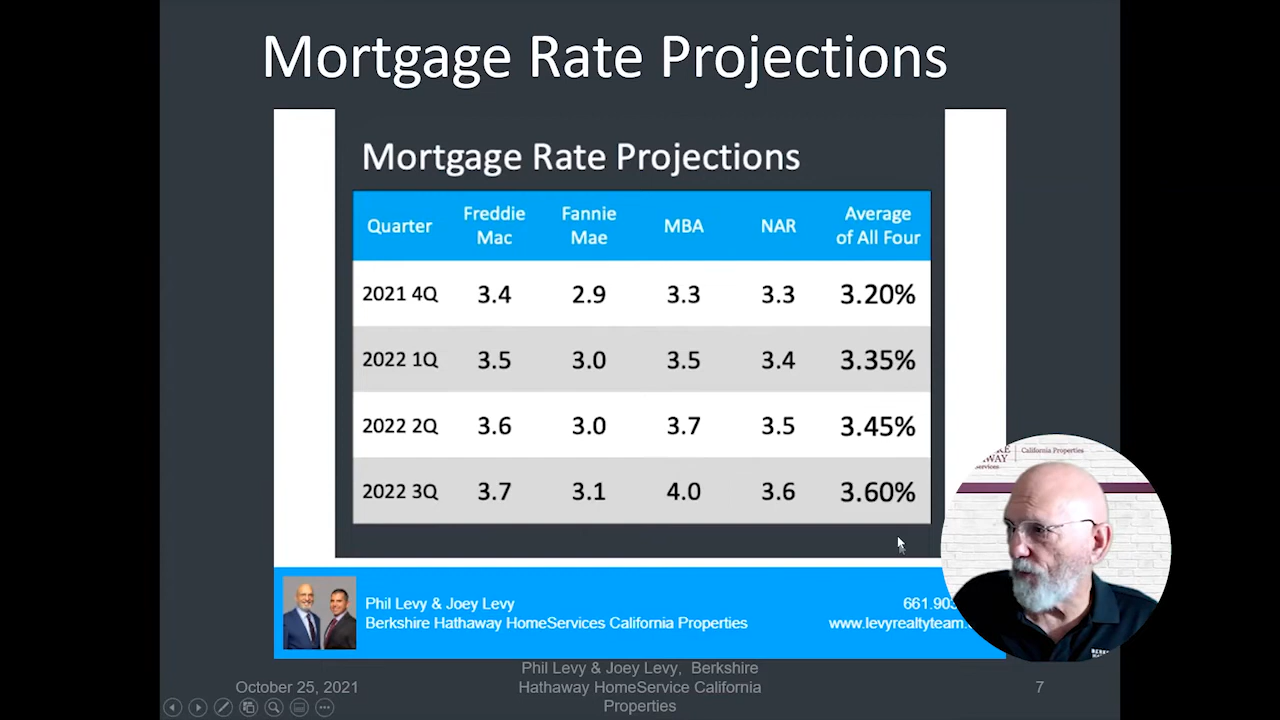 Mortgage Rate Projections
Mortgage Rate Projections
Quarter Freddie Mac Fannie Mae MBA NAR Average of All Four
2021 4Q 3.4 2.9 3.3 3.3 3.20%
2022 1Q 3.5 3.0 3.5 3.4 3.35%
2022 2Q 3.6 3.0 3.7 3.5 3.45%
2022 3Q 3.7 3.1 4.0 3.6 3.60%
California Properties
Phil Levy & Joey Levy 661.90
Berkshire Hathaway HomeServices California Properties www.levyrealtyteam.
Phil Levy & Joey Levy, Berkshire
October 25, 2021 Hathaway HomeService California 7
Properties